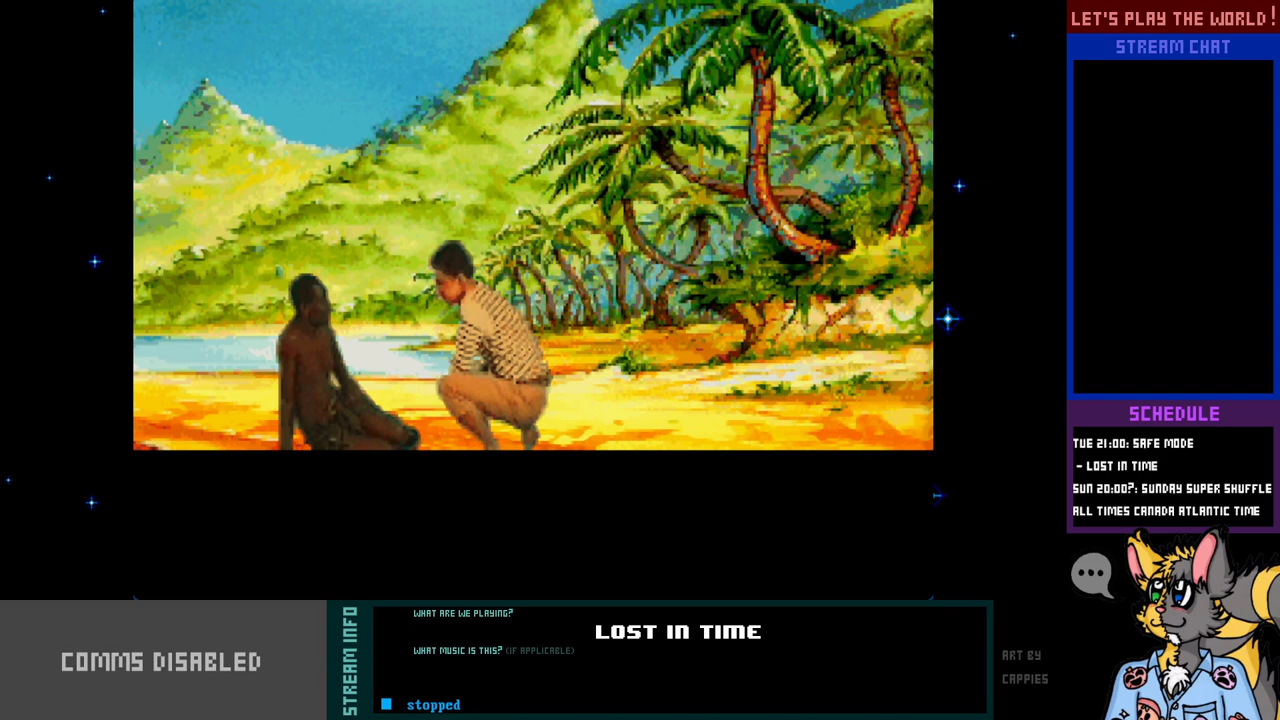 LET'S PLAY THE WORLD!
STREAM CHAT
SCHEDULE
TUE 21:00: SAFE MODE
- LOST IN TIME
SUN 20:00?: SUNDAY SUPER SHUFFLE
ALL TIMES CANADA ATLANTIC TIME
COMMS DISABLED
STREAM INFO
WHAT ARE WE PLAYING?
LOST IN TIME
WHAT MUSIC IS THIS? (IF APPLICABLE)
stopped
ART BY
CAPPIES